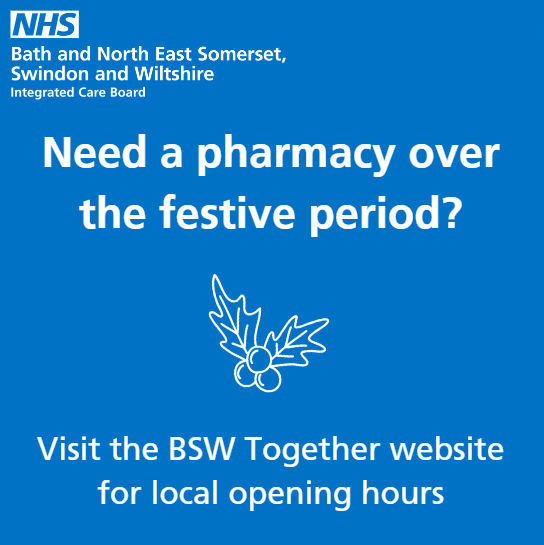 NHS
Bath and North East Somerset,
Swindon and Wiltshire
Integrated Care Board
Need a pharmacy over
the festive period?
Visit the BSW Together website
for local opening hours